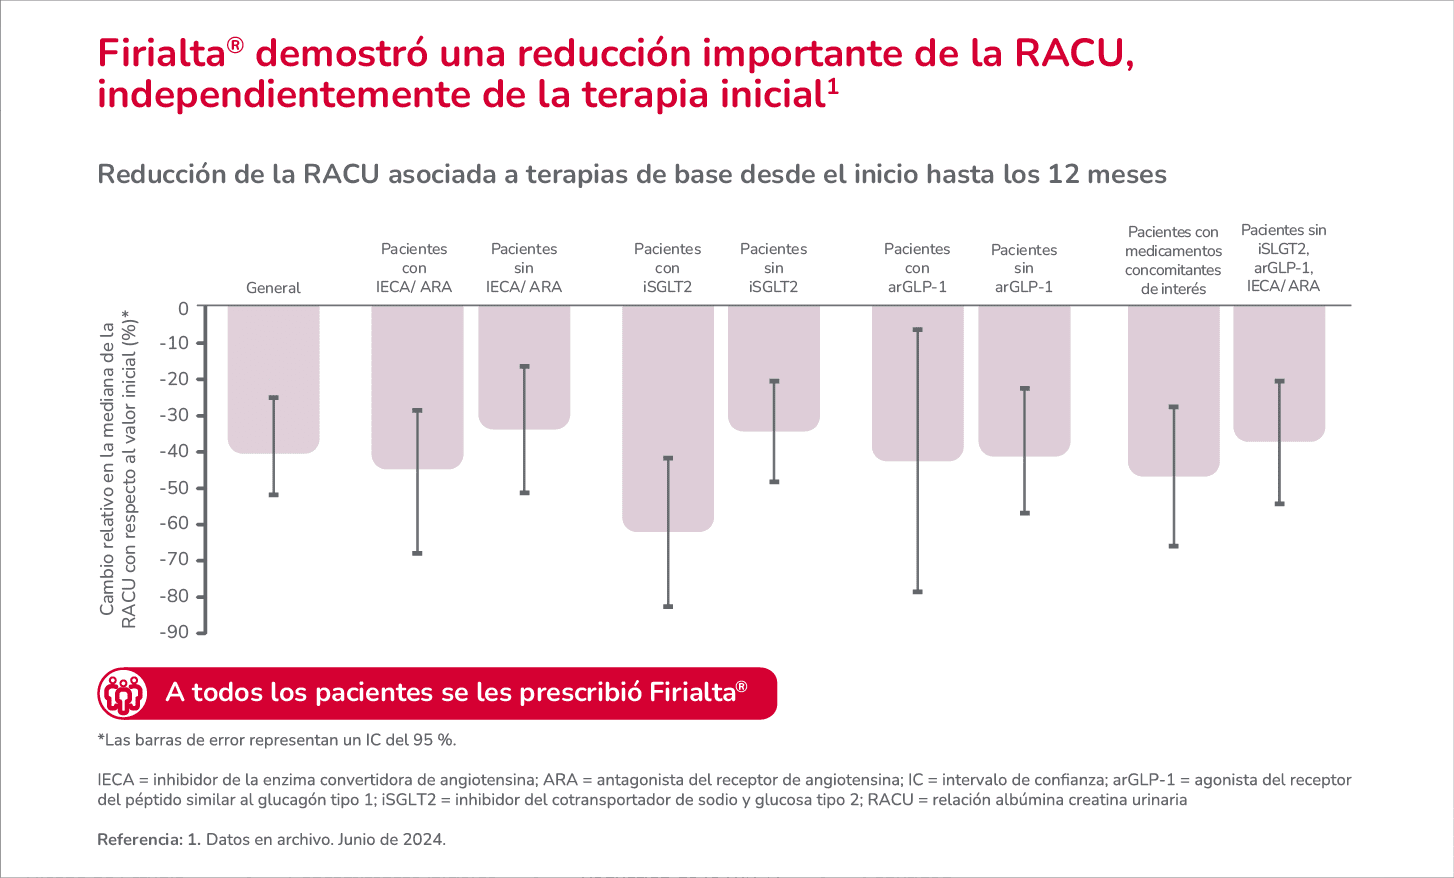 Firialta® demostró una reducción importante de la RACU,
independientemente de la terapia inicial¹
Reducción de la RACU asociada a terapias de base desde el inicio hasta los 12 meses
General
Pacientes
con
IECA/ ARA
Pacientes
sin
IECA/ ARA
Pacientes
con
iSGLT2
Pacientes
sin
iSGLT2
Pacientes
con
arGLP-1
Pacientes
sin
arGLP-1
Pacientes con
medicamentos
concomitantes
de interés
Pacientes sin
iSLGT2,
arGLP-1,
IECA/ ARA
Cambio relativo en la mediana de la
RACU con respecto al valor inicial (%)*
0
-10
-20
-30
-40
-50
-60
-70
-80
-90
A todos los pacientes se les prescribió Firialta®
*Las barras de error representan un IC del 95 %.
IECA = inhibidor de la enzima convertidora de angiotensina; ARA = antagonista del receptor de angiotensina; IC = intervalo de confianza; arGLP-1 = agonista del receptor
del péptido similar al glucagón tipo 1; iSGLT2 = inhibidor del cotransportador de sodio y glucosa tipo 2; RACU = relación albúmina creatina urinaria
Referencia: 1. Datos en archivo. Junio de 2024.